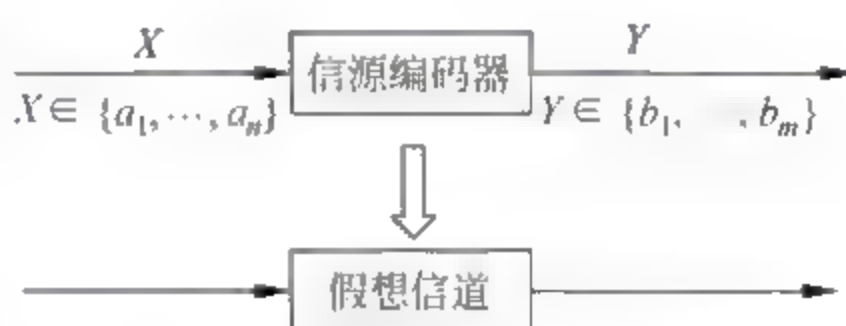 X
信源编码器
Y
X∈ {a₁,⋯,aₙ}
Y∈ {b₁, , bₘ}
假想信道